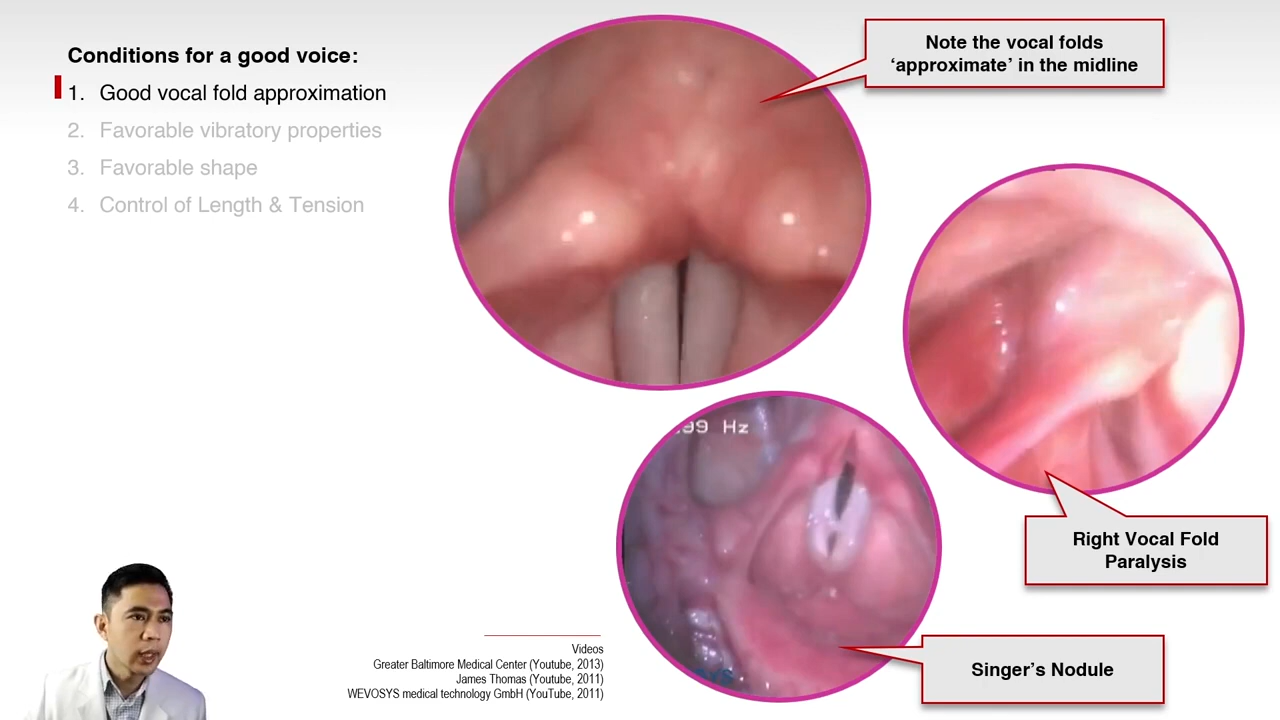 Conditions for a good voice:
1. Good vocal fold approximation
2. Favorable vibratory properties
3. Favorable shape
4. Control of Length & Tension
Note the vocal folds
‘approximate’ in the midline
99 Hz
Right Vocal Fold
Paralysis
Singer’s Nodule
Videos
Greater Baltimore Medical Center (Youtube, 2013)
James Thomas (Youtube, 2011)
WEVOSYS medical technology GmbH (YouTube, 2011)